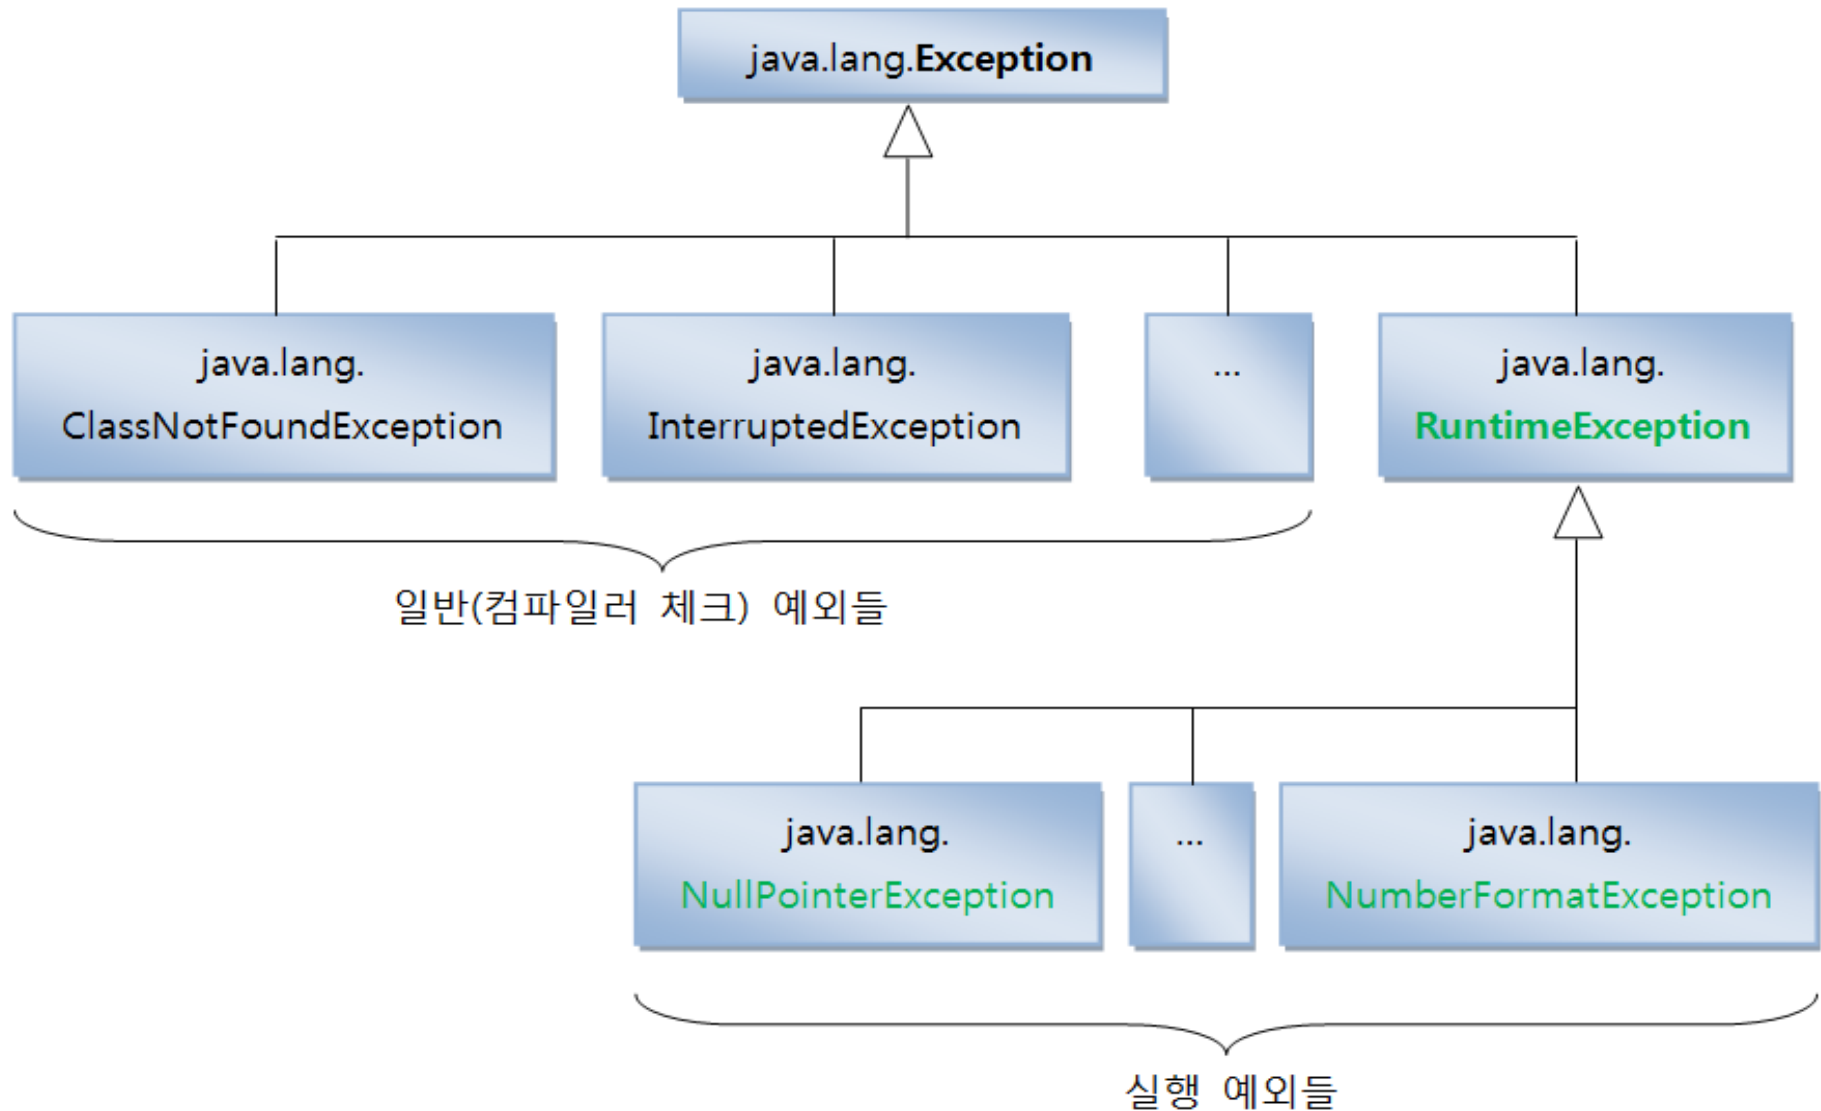 java.lang.Exception
java.lang.
ClassNotFoundException
java.lang.
InterruptedException
...
java.lang.
RuntimeException
일반(컴파일러 체크) 예외들
java.lang.
NullPointerException
...
java.lang.
NumberFormatException
실행 예외들